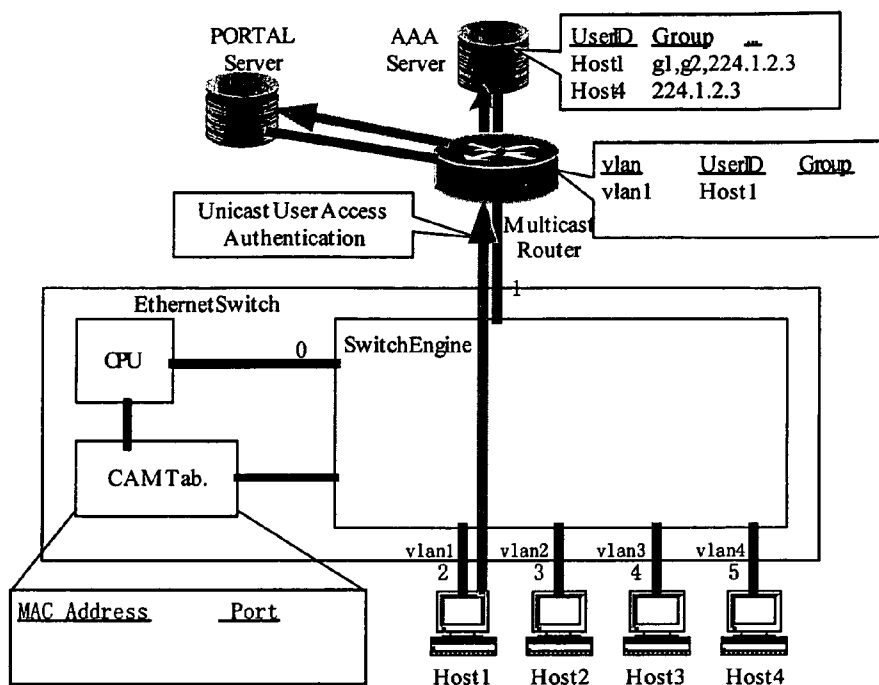 PORTAL
Server
AAA
Server
UserID Group ...
Host1 g1,g2,224.1.2.3
Host4 224.1.2.3
vlan UserID Group
vlan1 Host1
Unicast User Access
Authentication
Multicast
Router
1
EthernetSwitch
CPU
0
SwitchEngine
CAM Tab.
vlan1
2
vlan2
3
vlan3
4
vlan4
5
MAC Address Port
Host1
Host2
Host3
Host4